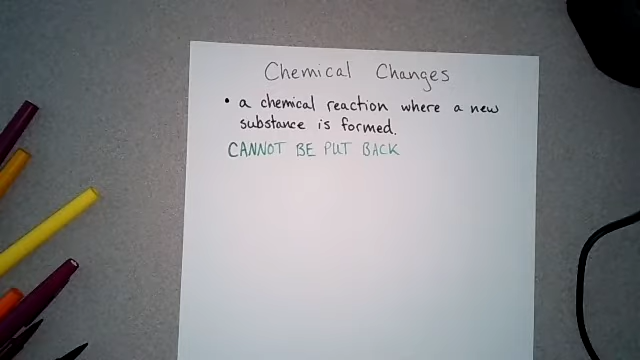 Chemical Changes
• a chemical reaction where a new
substance is formed.
CANNOT BE PUT BACK